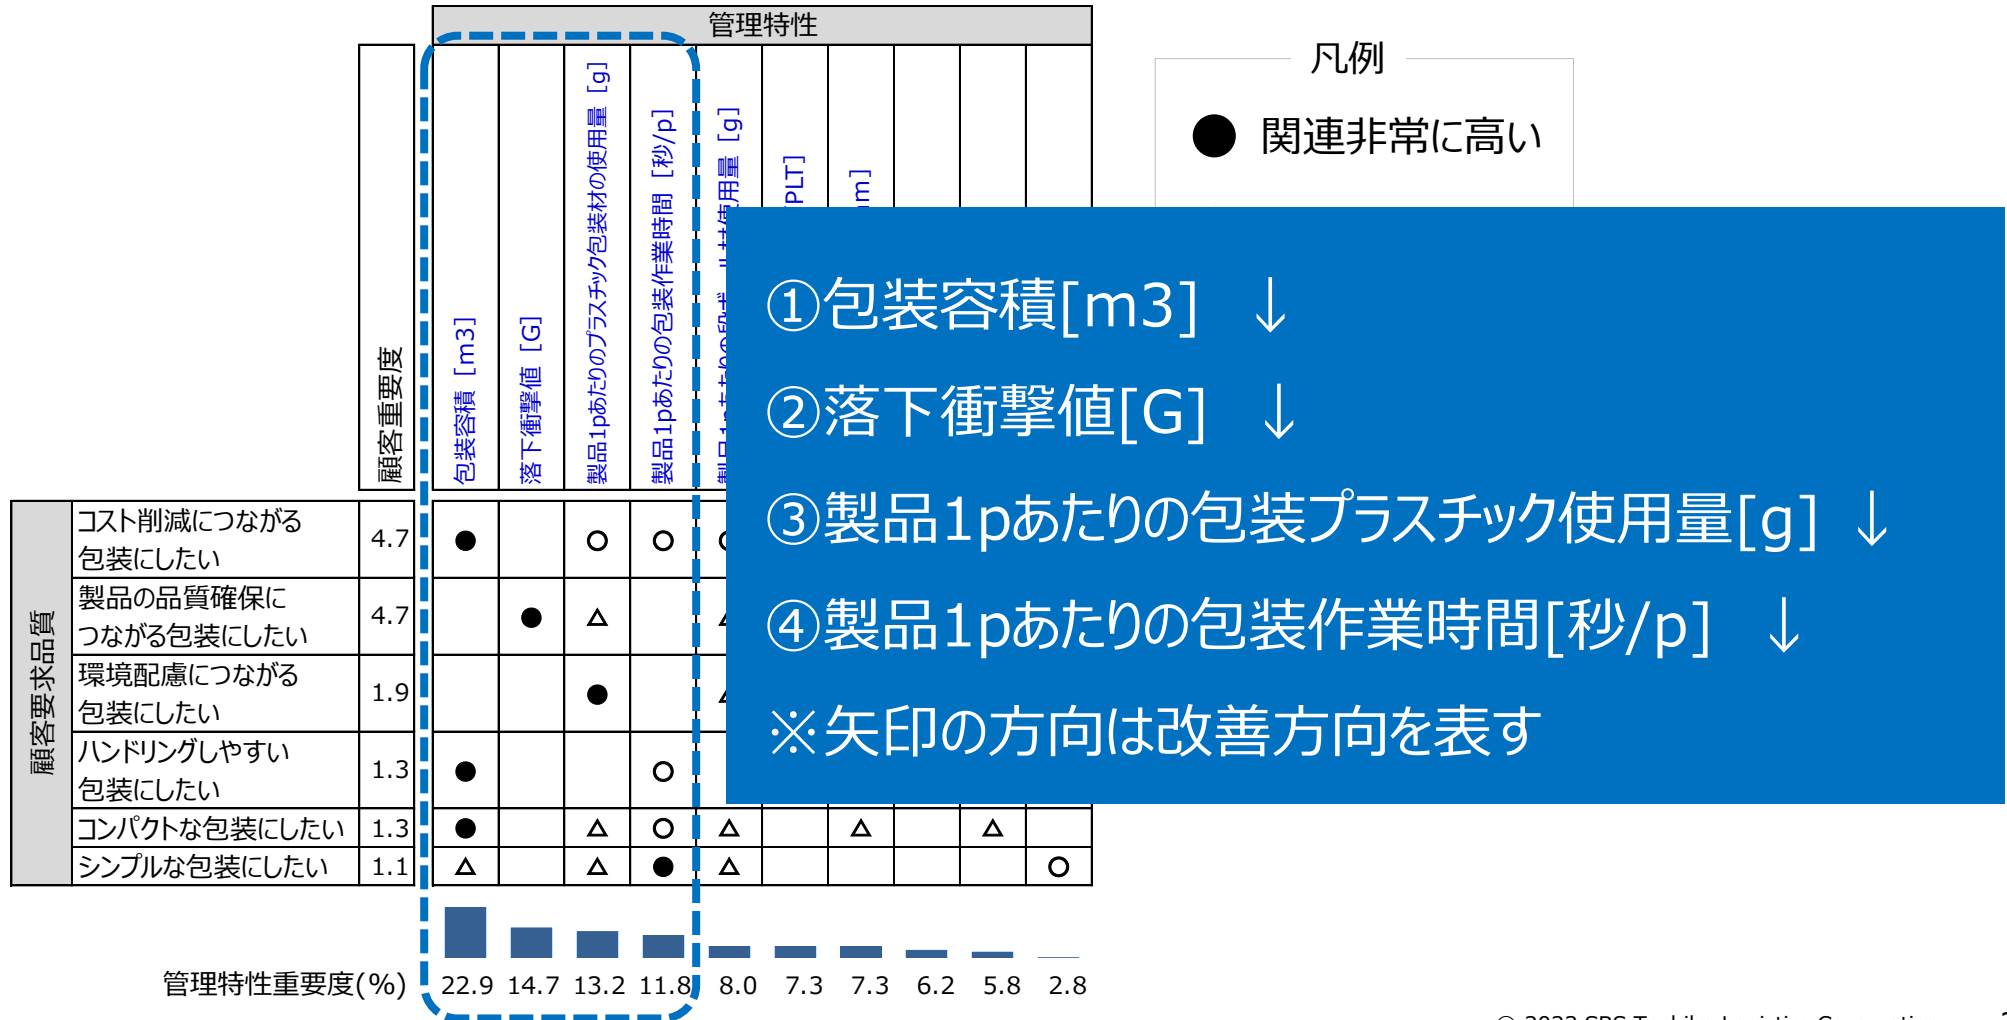 管理特性
凡例
● 関連非常に高い
顧客重要度
包装容積 [m3]
落下衝撃値 [G]
製品1pあたりのプラスチック包装材の使用量 [g]
製品1pあたりの包装作業時間 [秒/p]
使用量 [g]
PLT]
①包装容積[m3] ↓
②落下衝撃値[G] ↓
③製品1pあたりの包装プラスチック使用量[g] ↓
④製品1pあたりの包装作業時間[秒/p] ↓
※矢印の方向は改善方向を表す
顧客要求品質
コスト削減につながる
包装にしたい
4.7 ● ○ ○
製品の品質確保に
つながる包装にしたい
4.7 ● △
環境配慮につながる
包装にしたい
1.9 ●
ハンドリングしやすい
包装にしたい
1.3 ● ○
コンパクトな包装にしたい 1.3 ● △ ○ △ △ △
シンプルな包装にしたい 1.1 △ △ ● △ ○
管理特性重要度(%) 22.9 14.7 13.2 11.8 8.0 7.3 7.3 6.2 5.8 2.8